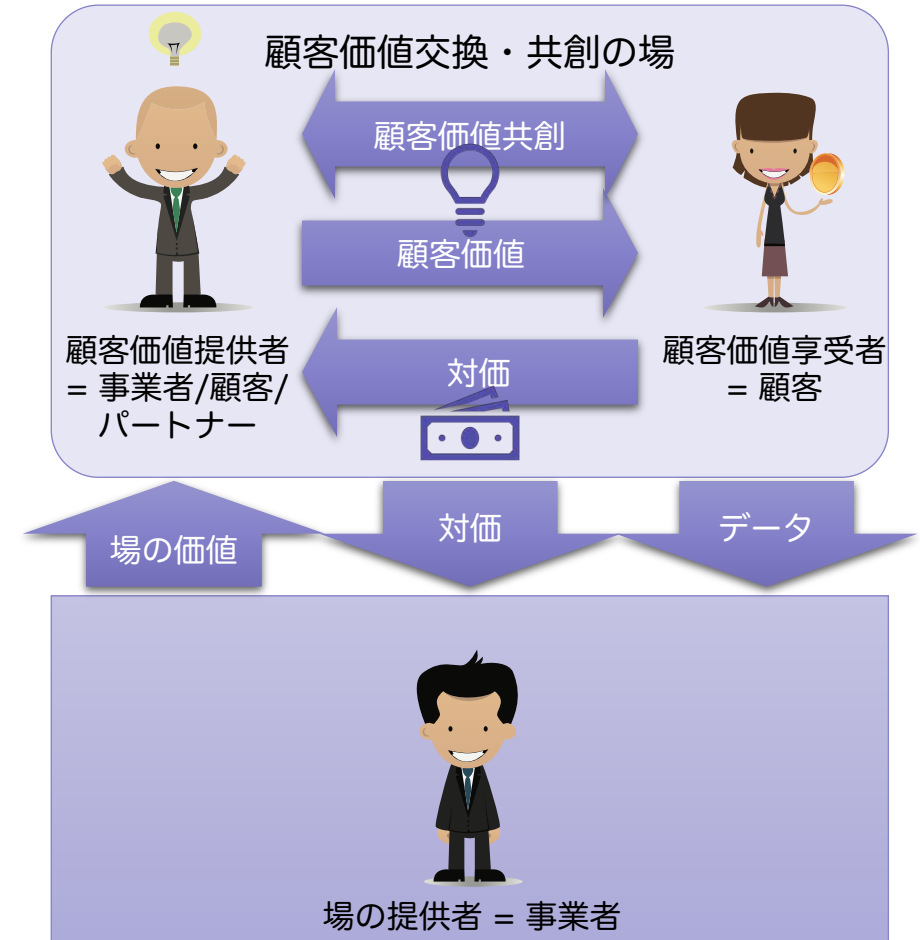 顧客価値交換・共創の場
顧客価値共創
顧客価値
対価
顧客価値提供者
= 事業者/顧客/
パートナー
顧客価値享受者
= 顧客
場の価値
対価
データ
場の提供者 = 事業者